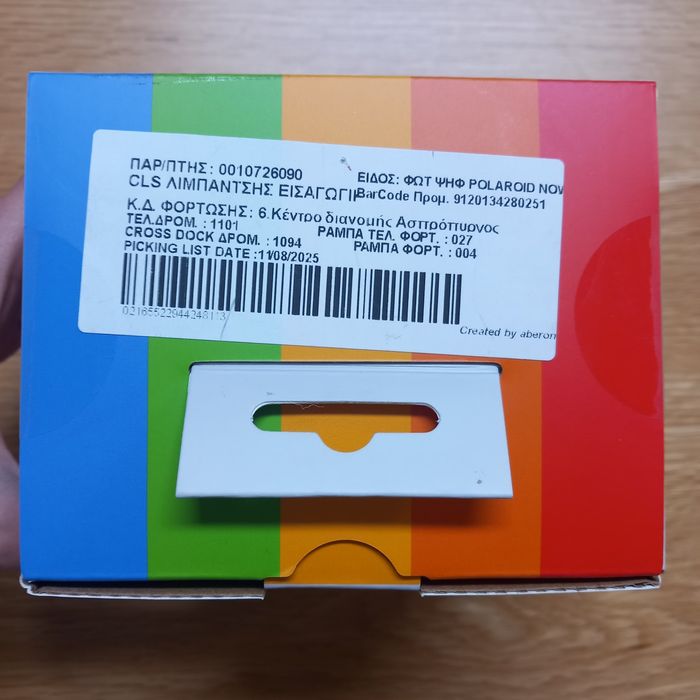 ΠΑΡ/ΠΤΗΣ: 0010726090
ΕΙΔΟΣ: ΦΩΤ ΨΗΦ POLAROID NOW
CLS ΛΙΜΠΑΝΤΣΗΣ ΕΙΣΑΓΩΓΙΚ
BarCode Προμ. 9120134280251
Κ.Δ. ΦΟΡΤΩΣΗΣ: 6.Κέντρο διανομής Ασπρόπυργος
ΤΕΛ.ΔΡΟΜ. : 1101
ΡΑΜΠΑ ΤΕΛ. ΦΟΡΤ. : 027
CROSS DOCK ΔΡΟΜ. : 1094
ΡΑΜΠΑ ΦΟΡΤ. : 004
PICKING LIST DATE :11/08/2025
Created by aberon